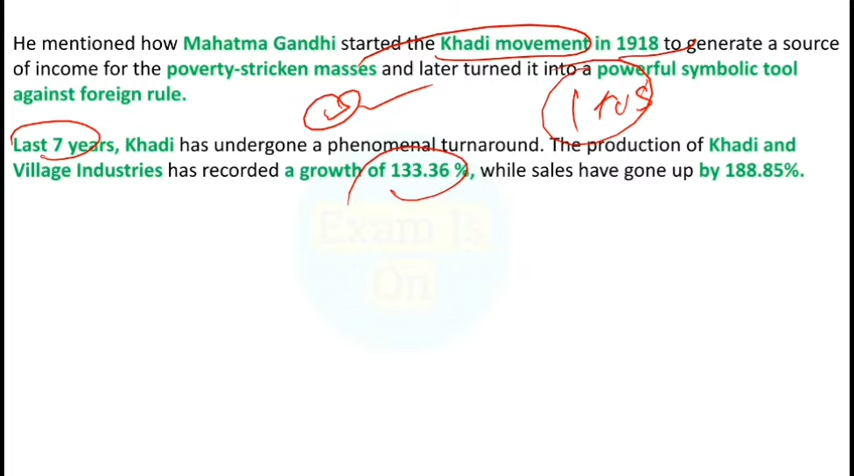 He mentioned how Mahatma Gandhi started the Khadi movement in 1918 to generate a source
of income for the poverty-stricken masses and later turned it into a powerful symbolic tool
against foreign rule.
Last 7 years, Khadi has undergone a phenomenal turnaround. The production of Khadi and
Village Industries has recorded a growth of 133.36 %, while sales have gone up by 188.85%.
Exam Is
On